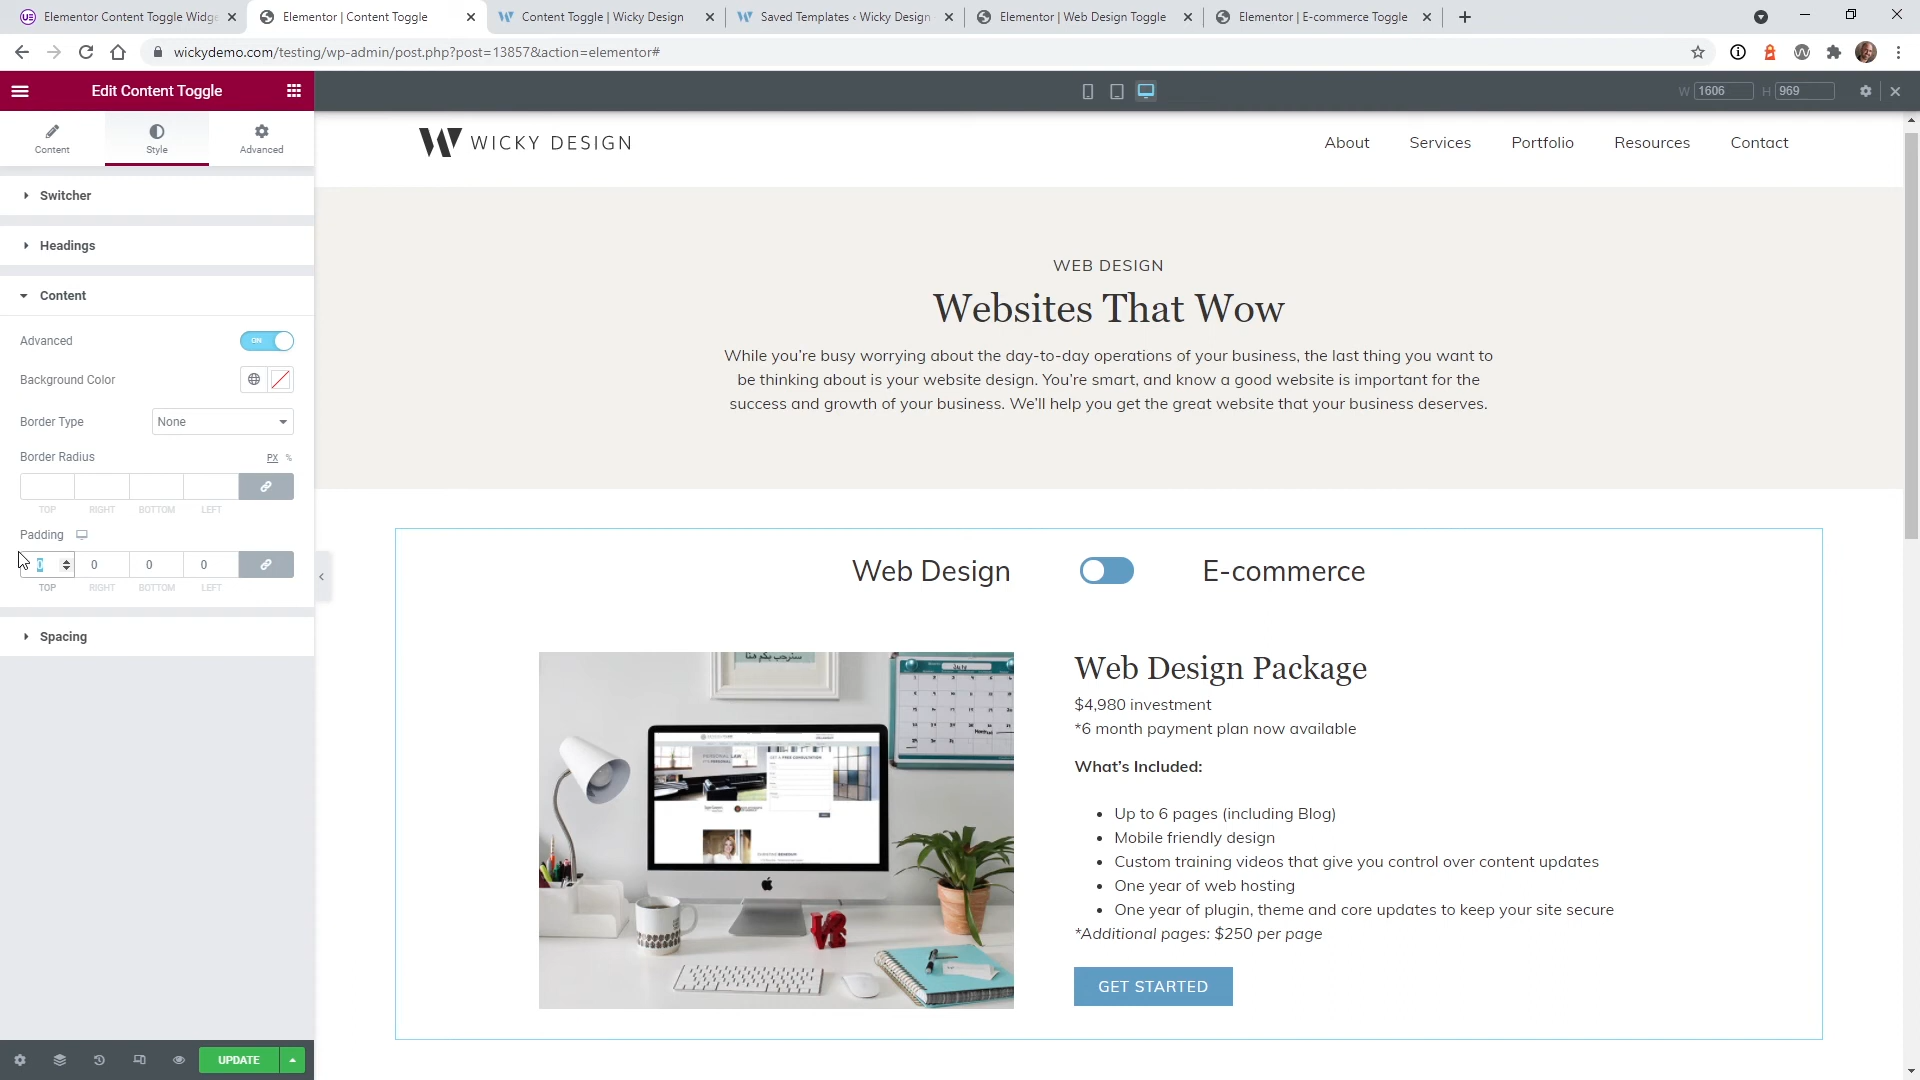 Elementor Content Toggle Widge
Elementor | Content Toggle
Content Toggle | Wicky Design
Saved Templates ‹ Wicky Design
Elementor | Web Design Toggle
Elementor | E-commerce Toggle
wickydemo.com/testing/wp-admin/post.php?post=13857&action=elementor#
Edit Content Toggle
W 1606 H 969
Content Style Advanced
Switcher
Headings
Content
Advanced ON
Background Color
Border Type None
Border Radius PX %
TOP RIGHT BOTTOM LEFT
Padding
0 0 0 0
TOP RIGHT BOTTOM LEFT
Spacing
UPDATE
WICKY DESIGN
About Services Portfolio Resources Contact
WEB DESIGN
Websites That Wow
While you’re busy worrying about the day-to-day operations of your business, the last thing you want to
be thinking about is your website design. You’re smart, and know a good website is important for the
success and growth of your business. We’ll help you get the great website that your business deserves.
Web Design E-commerce
Web Design Package
$4,980 investment
*6 month payment plan now available
What’s Included:
• Up to 6 pages (including Blog)
• Mobile friendly design
• Custom training videos that give you control over content updates
• One year of web hosting
• One year of plugin, theme and core updates to keep your site secure
*Additional pages: $250 per page
GET STARTED